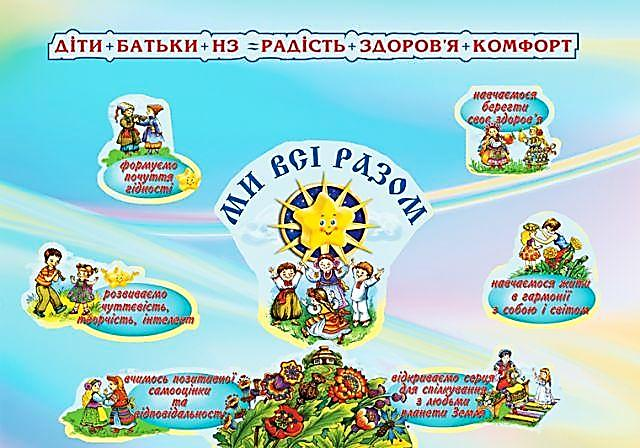 ДІТИ + БАТЬКИ + НЗ = РАДІСТЬ + ЗДОРОВ'Я + КОМФОРТ
навчаємося
берегти
своє здоров'я
формуємо
почуття
гідності
МИ ВСІ РАЗОМ
розвиваємо
чуттєвість,
творчість, інтелект
навчаємося жити
в гармонії
з собою і світом
вчимось позитивної
самооцінки
та
відповідальності
відкриваємо серця
для спілкування
з людьми
планети Земля